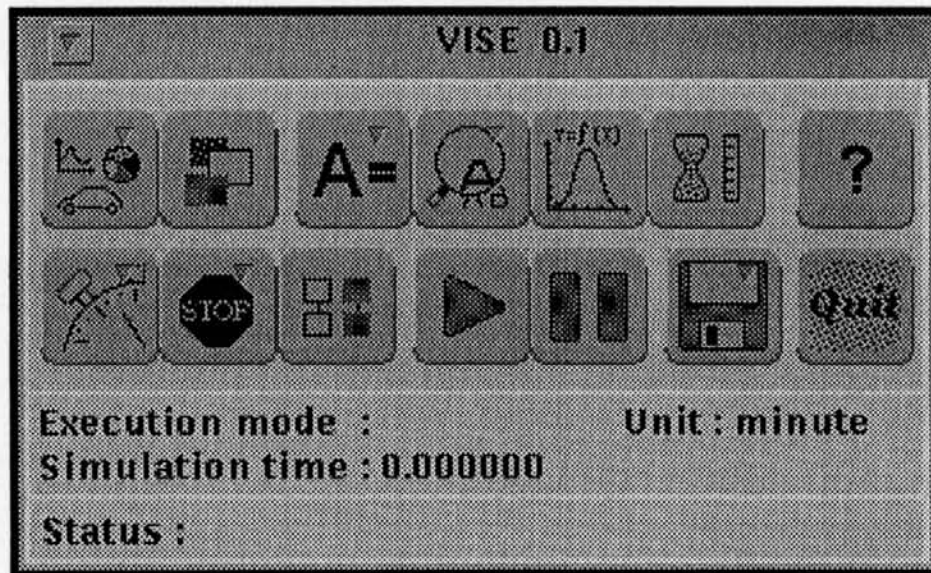 VISE 0.1
A= Y=f(X) ?
STOP Quit
Execution mode : Unit : minute
Simulation time : 0.000000
Status :